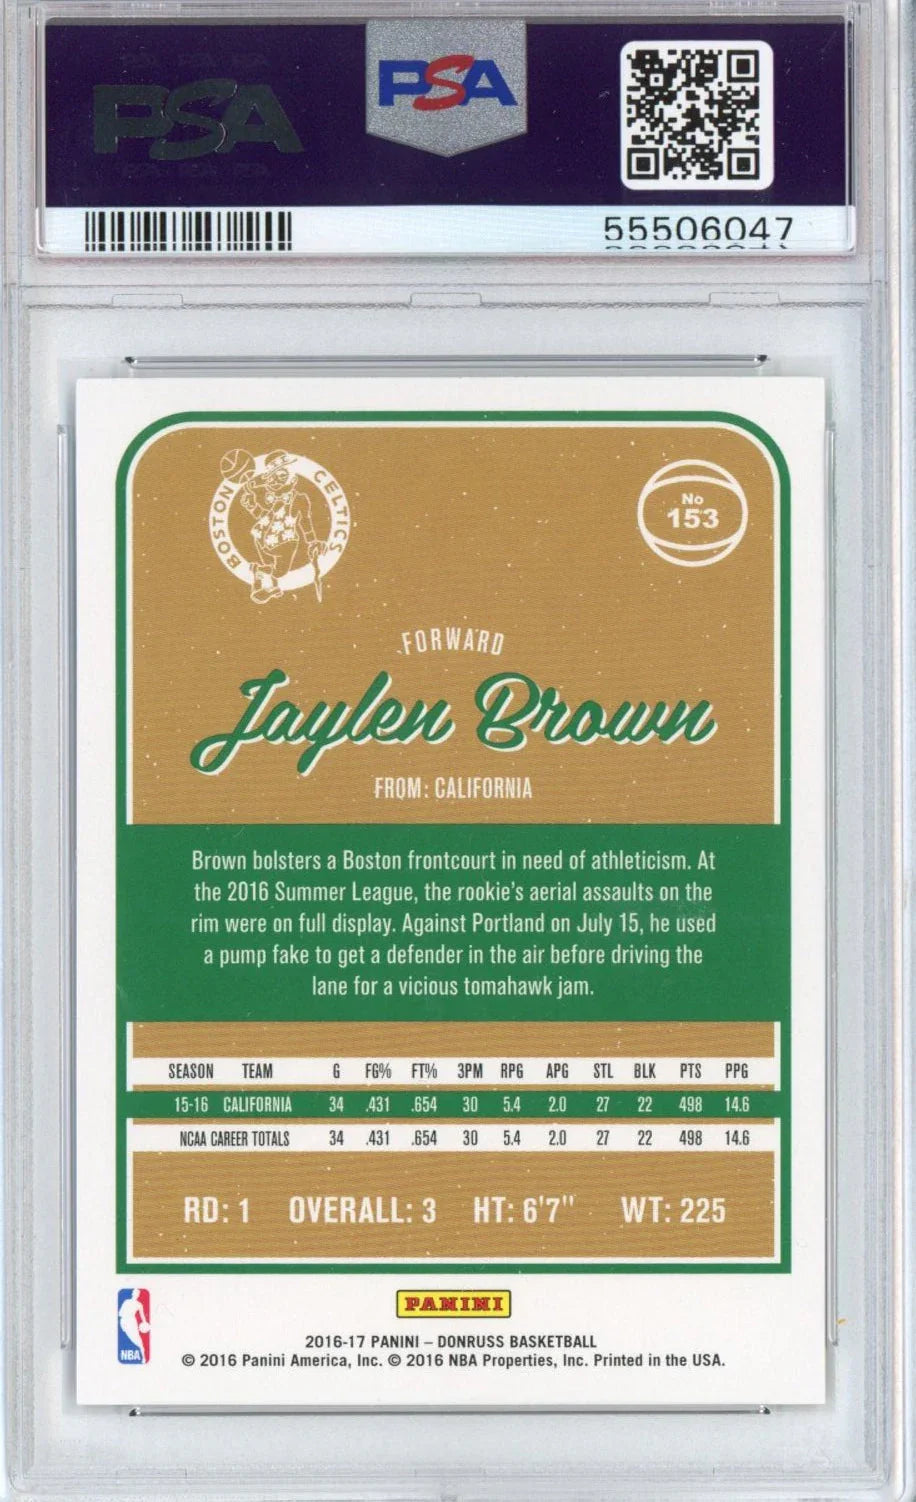 PSA
PSA
55506047
BOSTON CELTICS
No
153
FORWARD
Jaylen Brown
FROM: CALIFORNIA
Brown bolsters a Boston frontcourt in need of athleticism. At
the 2016 Summer League, the rookie's aerial assaults on the
rim were on full display. Against Portland on July 15, he used
a pump fake to get a defender in the air before driving the
lane for a vicious tomahawk jam.
SEASON TEAM G FG% FT% 3PM RPG APG STL BLK PTS PPG
15-16 CALIFORNIA 34 .431 .654 30 5.4 2.0 27 22 498 14.6
NCAA CAREER TOTALS 34 .431 .654 30 5.4 2.0 27 22 498 14.6
RD: 1 OVERALL: 3 HT: 6'7" WT: 225
PANINI
NBA
2016-17 PANINI – DONRUSS BASKETBALL
© 2016 Panini America, Inc. © 2016 NBA Properties, Inc. Printed in the USA.